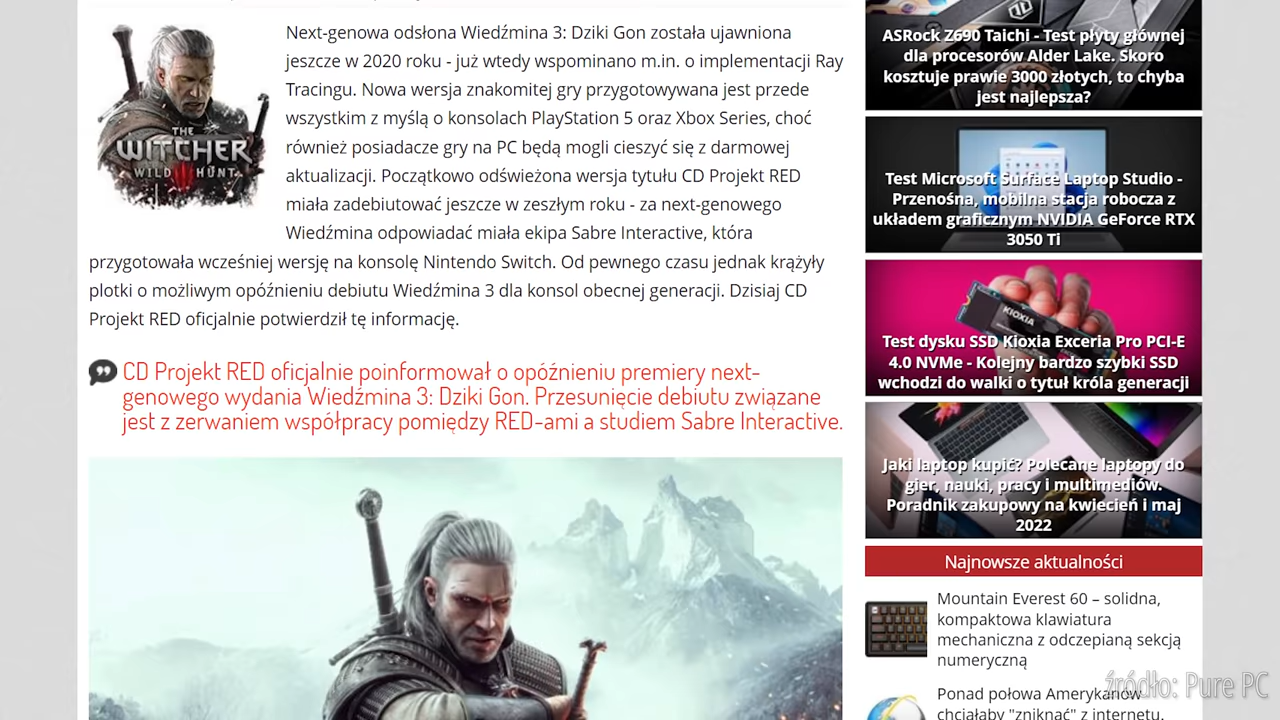 Next-genowa odsłona Wiedźmina 3: Dziki Gon została ujawniona
jeszcze w 2020 roku - już wtedy wspominano m.in. o implementacji Ray
Tracingu. Nowa wersja znakomitej gry przygotowywana jest przede
wszystkim z myślą o konsolach PlayStation 5 oraz Xbox Series, choć
również posiadacze gry na PC będą mogli cieszyć się z darmowej
aktualizacji. Początkowo odświeżona wersja tytułu CD Projekt RED
miała zadebiutować jeszcze w zeszłym roku - za next-genowego
Wiedźmina odpowiadać miała ekipa Sabre Interactive, która
przygotowała wcześniej wersję na konsolę Nintendo Switch. Od pewnego czasu jednak krążyły
plotki o możliwym opóźnieniu debiutu Wiedźmina 3 dla konsol obecnej generacji. Dzisiaj CD
Projekt RED oficjalnie potwierdził tę informację.
THE
WITCHER
WILD HUNT
CD Projekt RED oficjalnie poinformował o opóźnieniu premiery next-
genowego wydania Wiedźmina 3: Dziki Gon. Przesunięcie debiutu związane
jest z zerwaniem współpracy pomiędzy RED-ami a studiem Sabre Interactive.
ASRock Z690 Taichi - Test płyty głównej
dla procesorów Alder Lake. Skoro
kosztuje prawie 3000 złotych, to chyba
jest najlepsza?
Test Microsoft Surface Laptop Studio -
Przenośna, mobilna stacja robocza z
układem graficznym NVIDIA GeForce RTX
3050 Ti
KIOXIA
Test dysku SSD Kioxia Exceria Pro PCI-E
4.0 NVMe - Kolejny bardzo szybki SSD
wchodzi do walki o tytuł króla generacji
Jaki laptop kupić? Polecane laptopy do
gier, nauki, pracy i multimediów.
Poradnik zakupowy na kwiecień i maj
2022
Najnowsze aktualności
Mountain Everest 60 – solidna,
kompaktowa klawiatura
mechaniczna z odczepianą sekcją
numeryczną
Ponad połowa Amerykanów
chciałaby "zniknąć" z internetu.
źródło: Pure PC